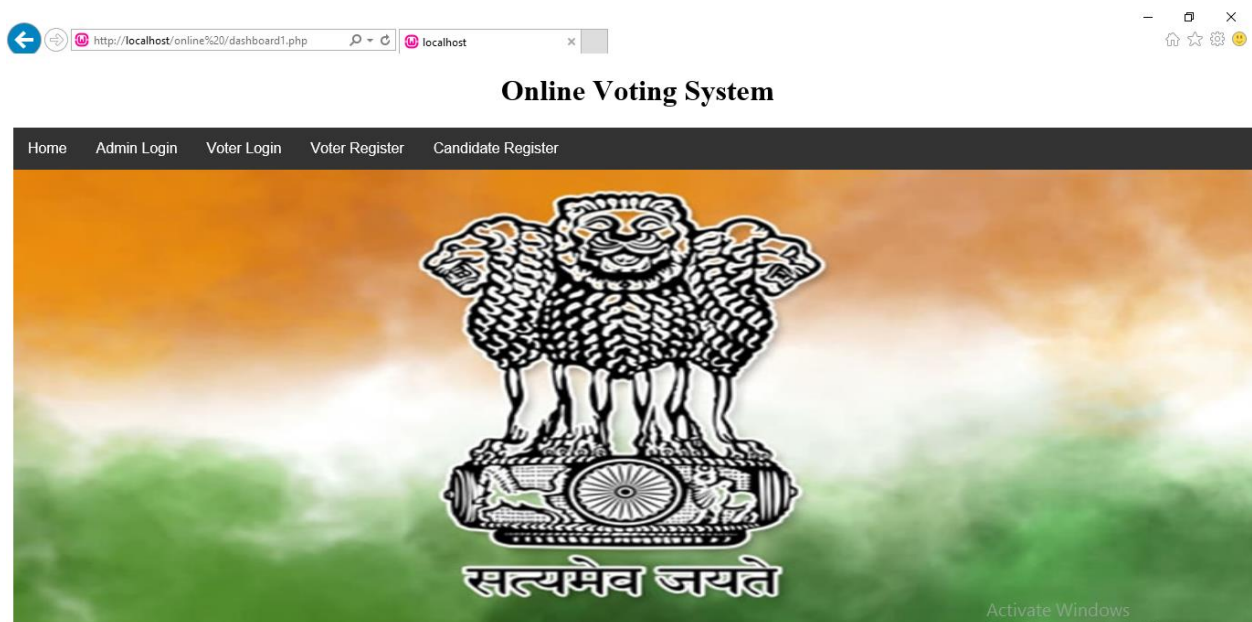 http://localhost/online%20/dashboard1.php
localhost
Online Voting System
Home Admin Login Voter Login Voter Register Candidate Register
सत्यमेव जयते
Activate Windows